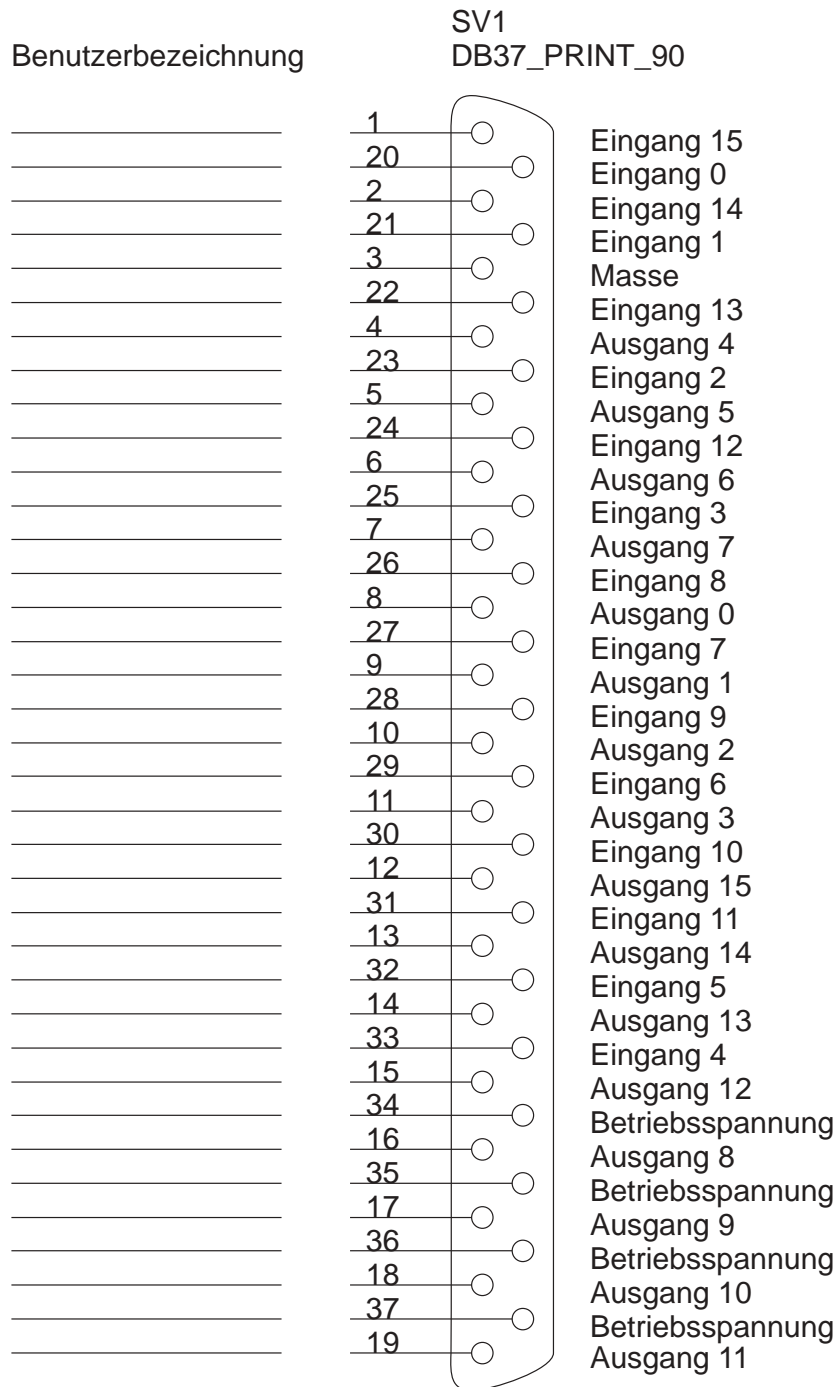 SV1
Benutzerbezeichnung DB37_PRINT_90
1 Eingang 15
20 Eingang 0
2 Eingang 14
21 Eingang 1
3 Masse
22 Eingang 13
4 Ausgang 4
23 Eingang 2
5 Ausgang 5
24 Eingang 12
6 Ausgang 6
25 Eingang 3
7 Ausgang 7
26 Eingang 8
8 Ausgang 0
27 Eingang 7
9 Ausgang 1
28 Eingang 9
10 Ausgang 2
29 Eingang 6
11 Ausgang 3
30 Eingang 10
12 Ausgang 15
31 Eingang 11
13 Ausgang 14
32 Eingang 5
14 Ausgang 13
33 Eingang 4
15 Ausgang 12
34 Betriebsspannung
16 Ausgang 8
35 Betriebsspannung
17 Ausgang 9
36 Betriebsspannung
18 Ausgang 10
37 Betriebsspannung
19 Ausgang 11